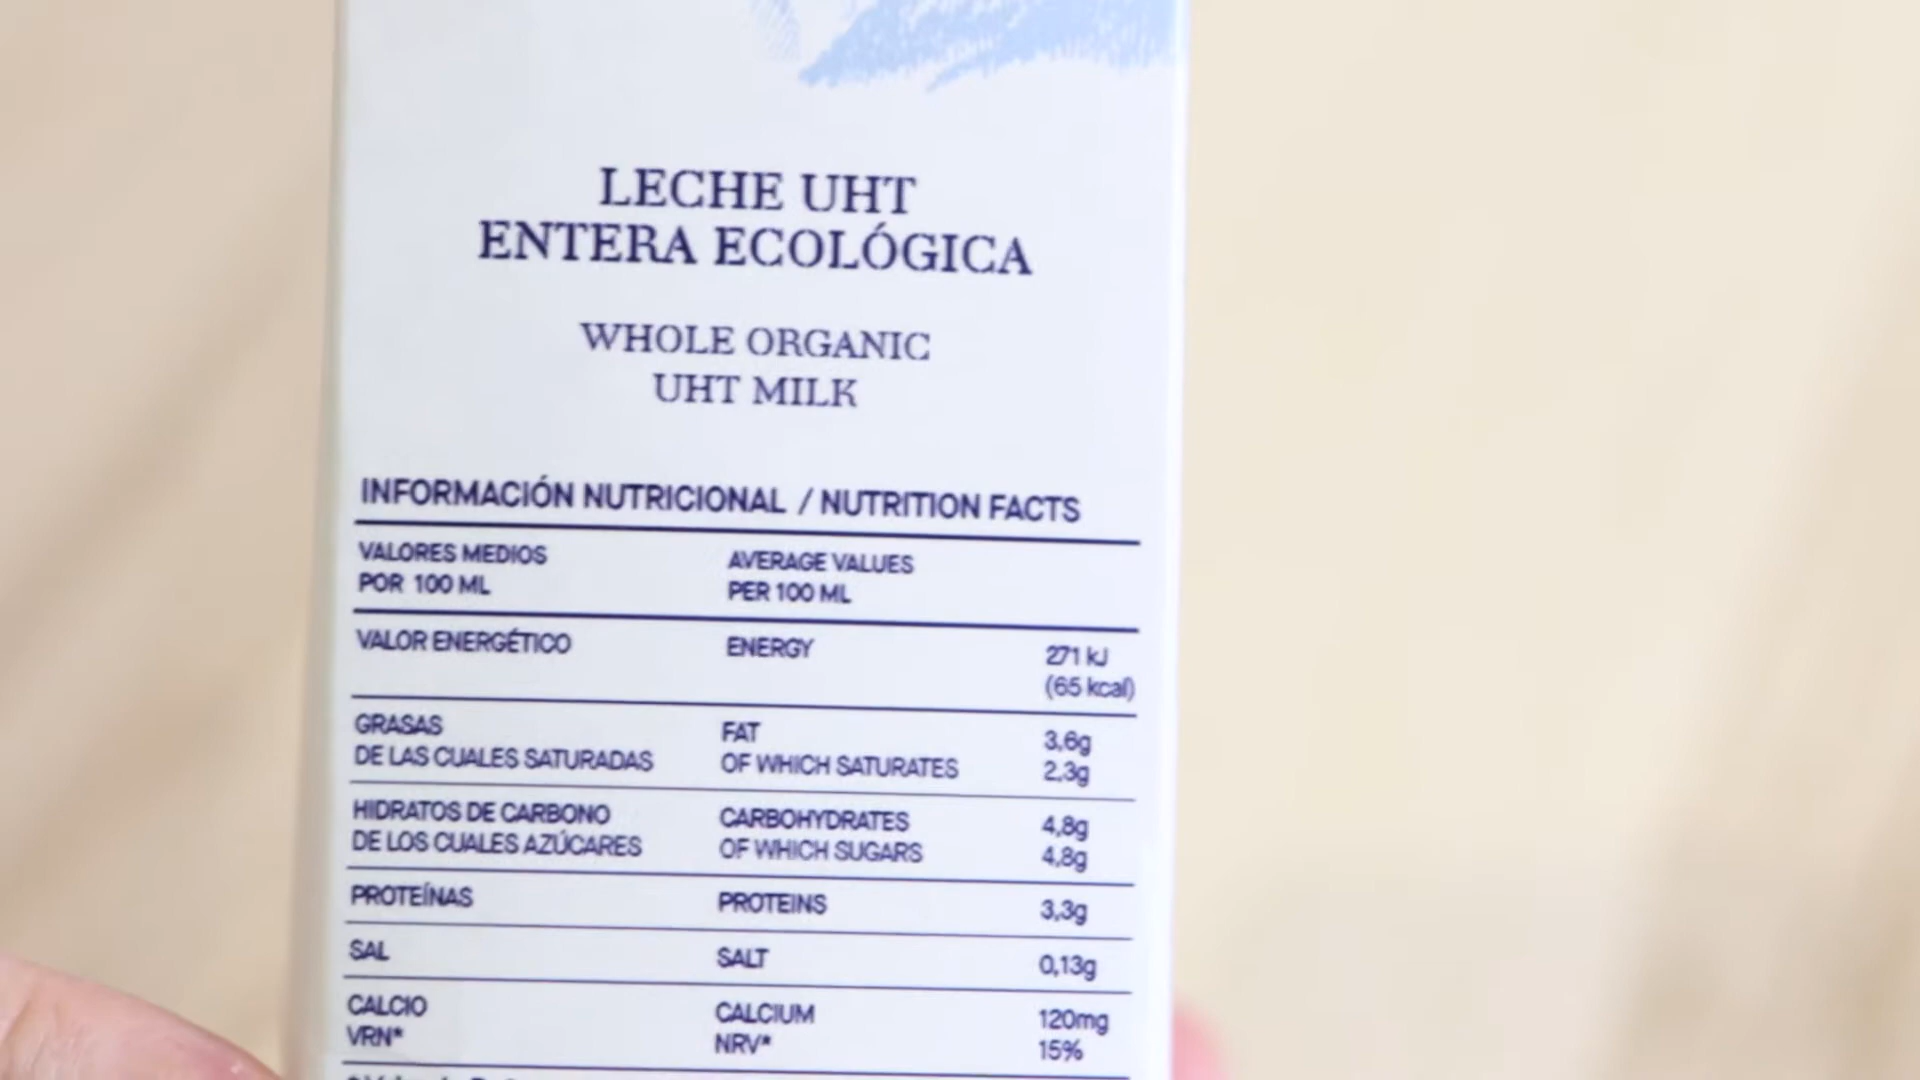 LECHE UHT
ENTERA ECOLÓGICA
WHOLE ORGANIC
UHT MILK
INFORMACIÓN NUTRICIONAL / NUTRITION FACTS
VALORES MEDIOS AVERAGE VALUES
POR 100 ML PER 100 ML
VALOR ENERGÉTICO ENERGY 271 kJ
(65 kcal)
GRASAS FAT 3,6g
DE LAS CUALES SATURADAS OF WHICH SATURATES 2,3g
HIDRATOS DE CARBONO CARBOHYDRATES 4,8g
DE LOS CUALES AZÚCARES OF WHICH SUGARS 4,8g
PROTEÍNAS PROTEINS 3,3g
SAL SALT 0,13g
CALCIO CALCIUM 120mg
VRN* NRV* 15%